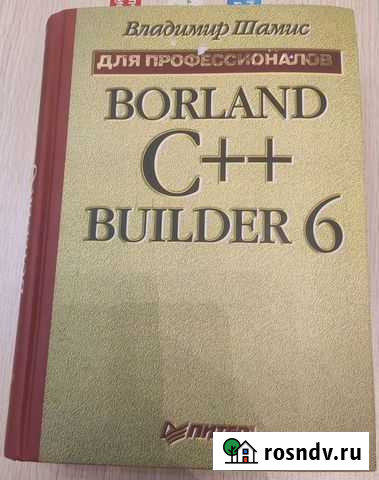 Владимир Шамис
ДЛЯ ПРОФЕССИОНАЛОВ
BORLAND
C++
BUILDER 6
ПИТЕР
rosndv.ru